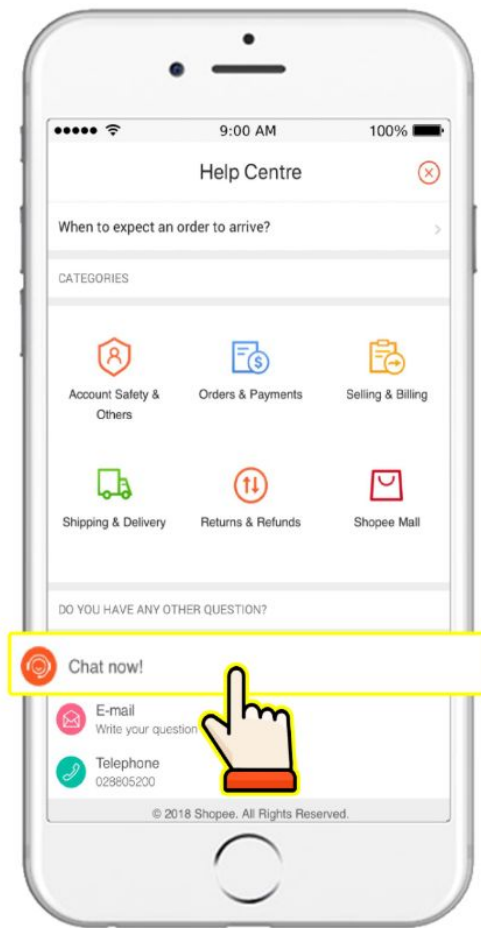 9:00 AM
100%
Help Centre
When to expect an order to arrive?
CATEGORIES
Account Safety &
Others
Orders & Payments
Selling & Billing
Shipping & Delivery
Returns & Refunds
Shopee Mall
DO YOU HAVE ANY OTHER QUESTION?
Chat now!
E-mail
Write your question
Telephone
028805200
© 2018 Shopee. All Rights Reserved.